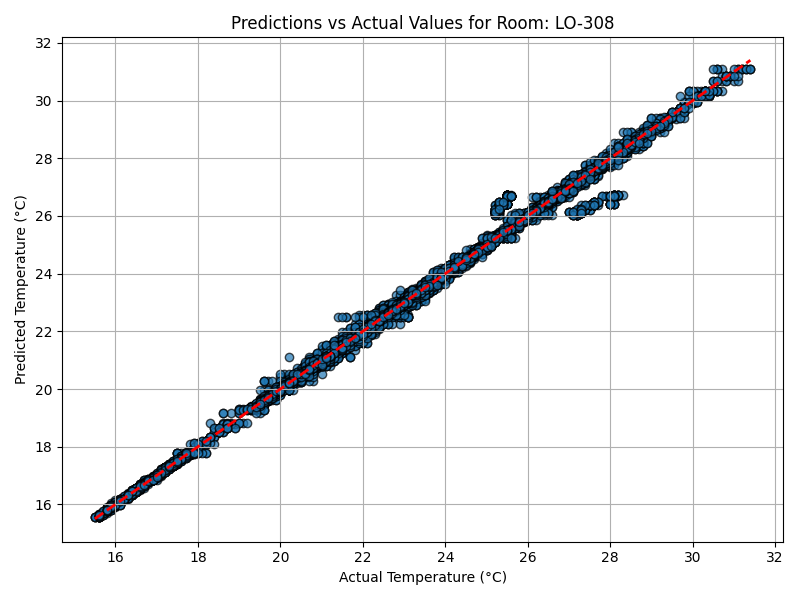 Predictions vs Actual Values for Room: LO-308
Predicted Temperature (°C)
32
30
28
26
24
22
20
18
16
16 18 20 22 24 26 28 30 32
Actual Temperature (°C)